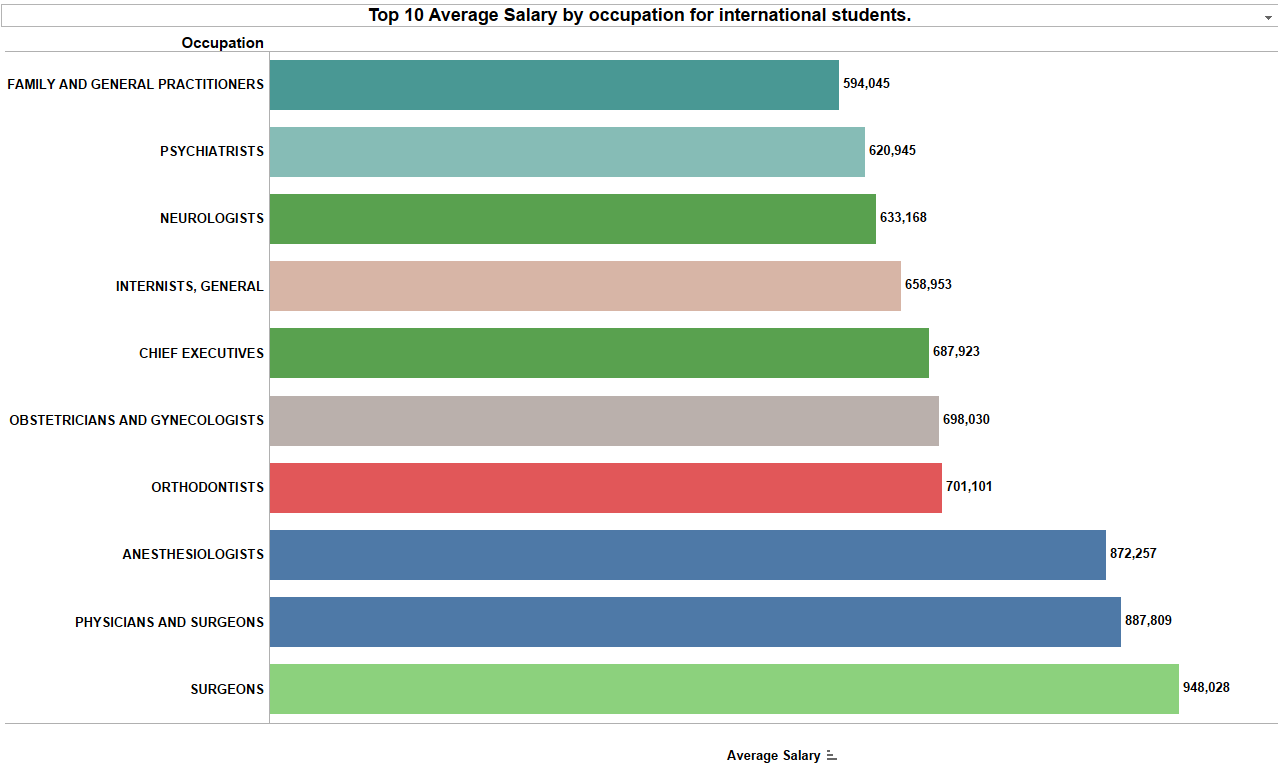 Top 10 Average Salary by occupation for international students.
Occupation
FAMILY AND GENERAL PRACTITIONERS 594,045
PSYCHIATRISTS 620,945
NEUROLOGISTS 633,168
INTERNISTS, GENERAL 658,953
CHIEF EXECUTIVES 687,923
OBSTETRICIANS AND GYNECOLOGISTS 698,030
ORTHODONTISTS 701,101
ANESTHESIOLOGISTS 872,257
PHYSICIANS AND SURGEONS 887,809
SURGEONS 948,028
Average Salary